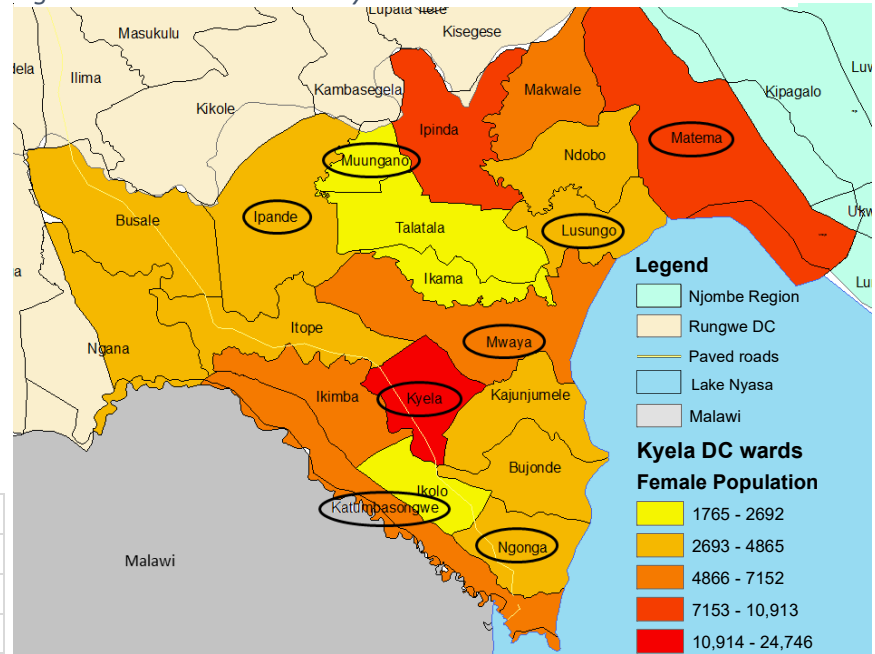 Lupata Itete
Masukulu
Kisegese
Ilima
Kambasegela
Makwale
Kipagalo
Kikole
Ipinda
Matema
Muungano
Ndobo
Busale
Ipande
Talatala
Lusungo
Ikama
Itope
Mwaya
Ngana
Ikimba
Kyela
Kajunjumele
Bujonde
Ikolo
Katumbasongwe
Ngonga
Malawi
Legend
Njombe Region
Rungwe DC
Paved roads
Lake Nyasa
Malawi
Kyela DC wards
Female Population
1765 - 2692
2693 - 4865
4866 - 7152
7153 - 10,913
10,914 - 24,746